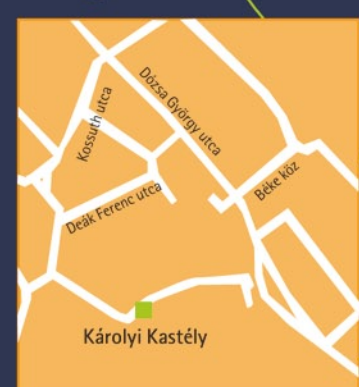 Dózsa György utca
Kossuth utca
Béke köz
Deák Ferenc utca
Károlyi Kastély